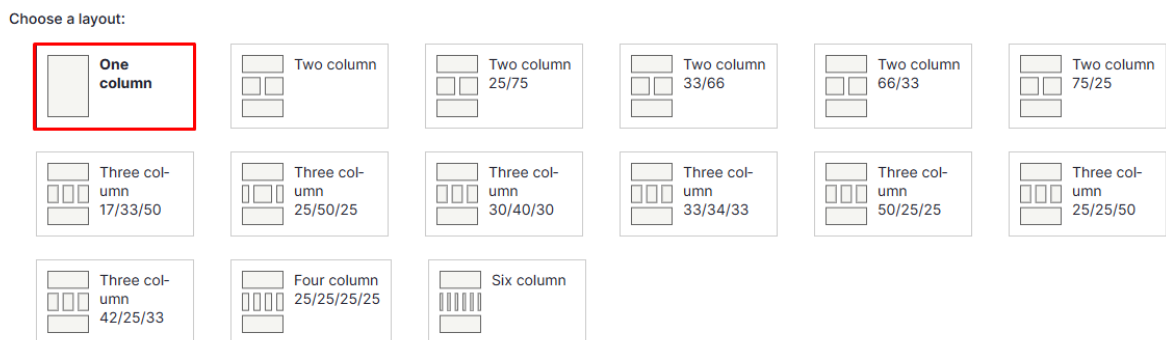 Choose a layout:
One
column
Two column
Two column
25/75
Two column
33/66
Two column
66/33
Two column
75/25
Three col-
umn
17/33/50
Three col-
umn
25/50/25
Three col-
umn
30/40/30
Three col-
umn
33/34/33
Three col-
umn
50/25/25
Three col-
umn
25/25/50
Three col-
umn
42/25/33
Four column
25/25/25/25
Six column